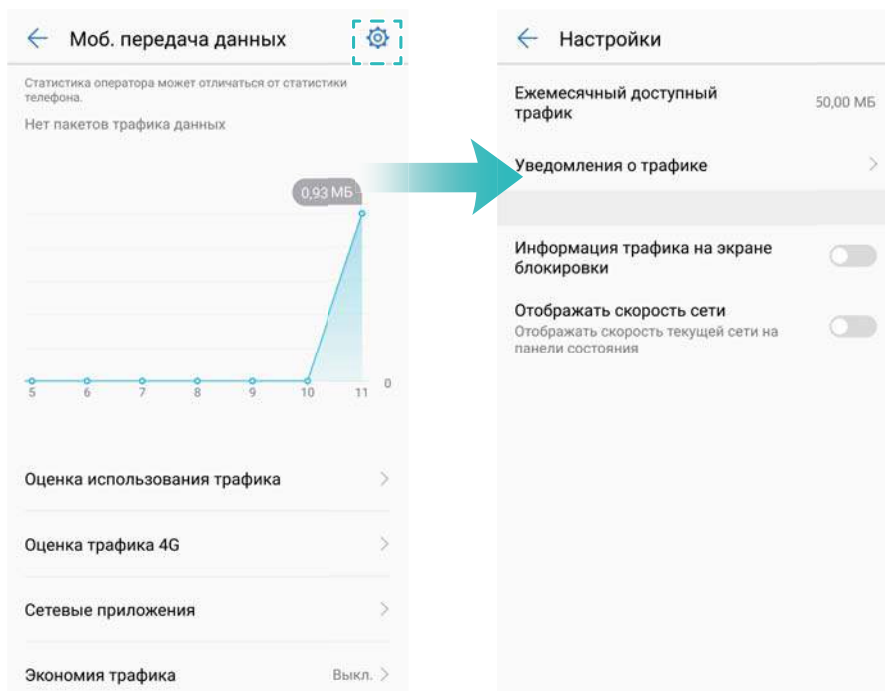 Моб. передача данных
Статистика оператора может отличаться от статистики
телефона.
Нет пакетов трафика данных
0,93 МБ
0
5 6 7 8 9 10 11
Оценка использования трафика
Оценка трафика 4G
Сетевые приложения
Экономия трафика Выкл.
Настройки
Ежемесячный доступный
трафик
50,00 МБ
Уведомления о трафике
Информация трафика на экране
блокировки
Отображать скорость сети
Отображать скорость текущей сети на
панели состояния